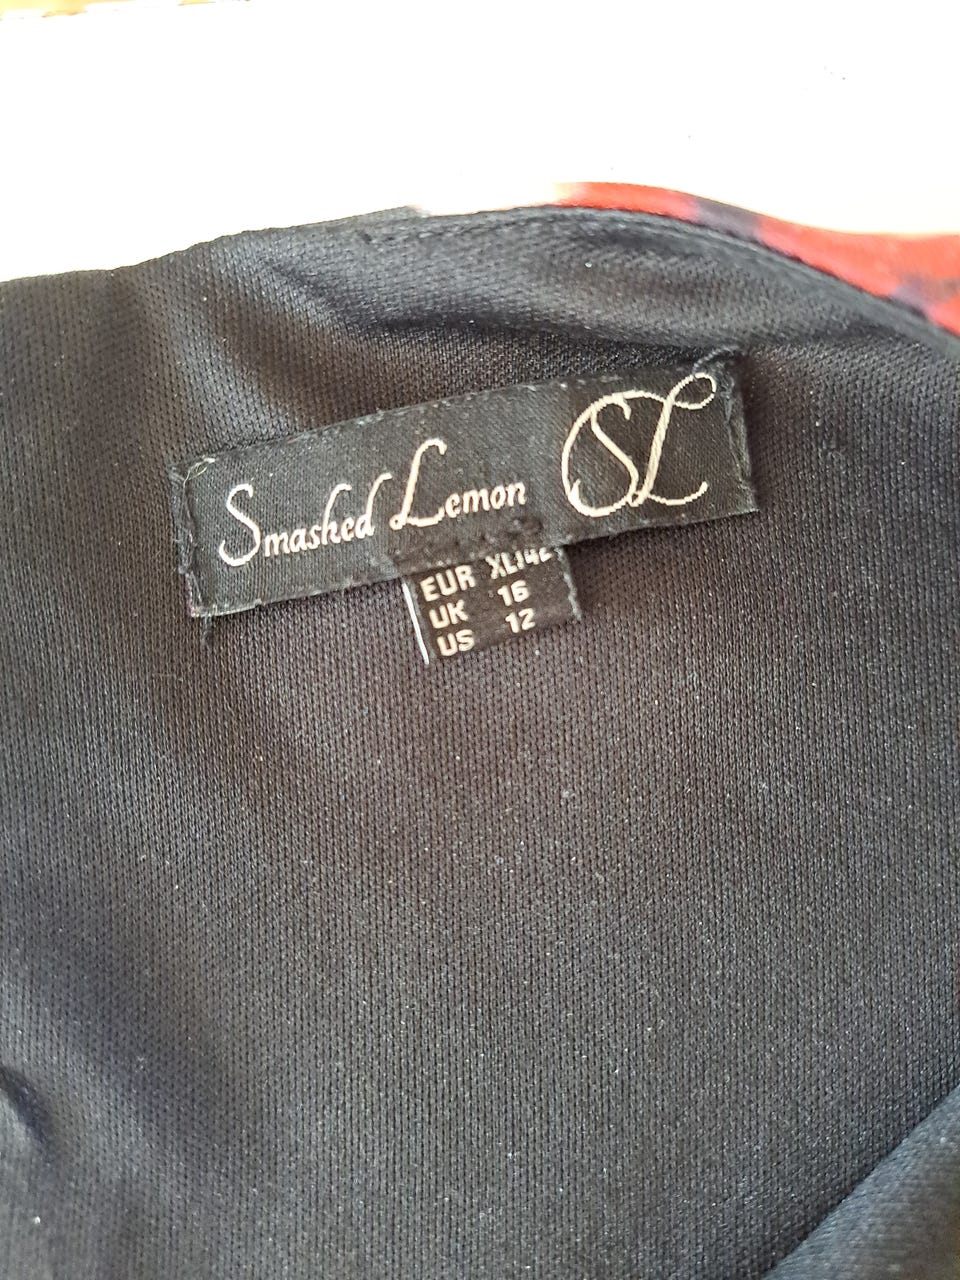 Smashed Lemon SL
EUR XL/42
UK 16
US 12